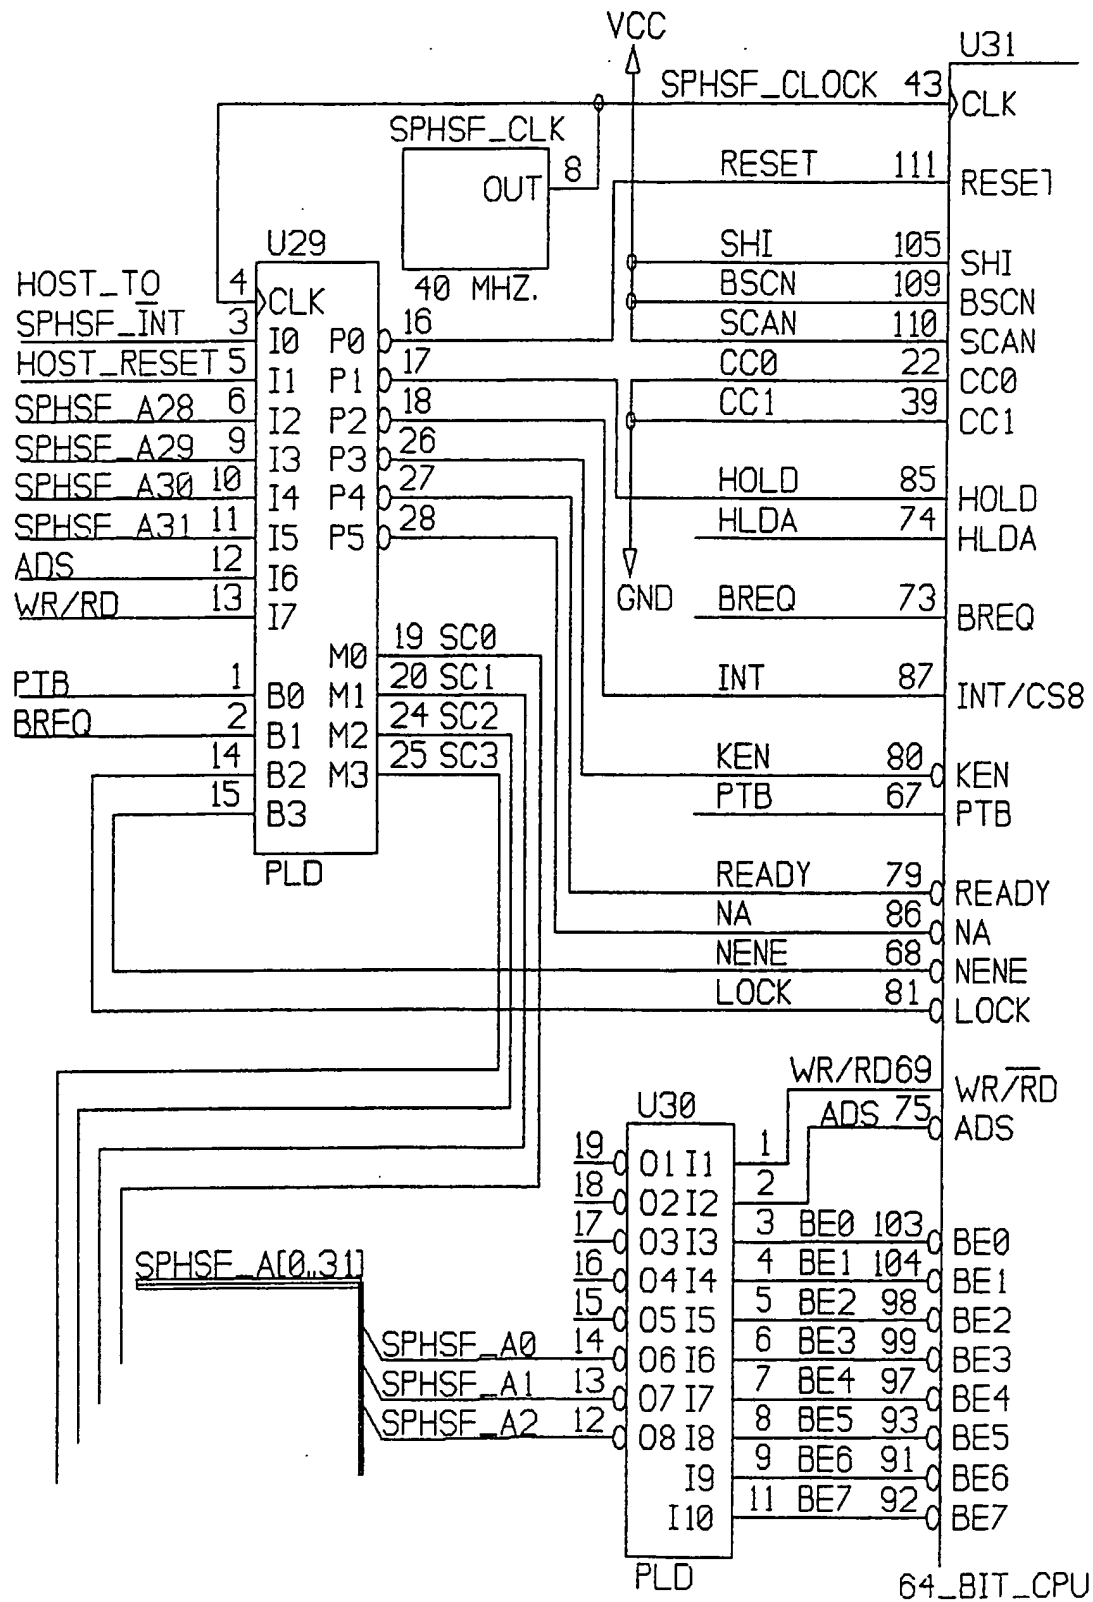 VCC
U31
SPHSF_CLOCK 43
CLK
SPHSF_CLK
OUT 8
40 MHZ.
RESET 111
RESET
U29
SHI 105
SHI
BSCN 109
BSCN
SCAN 110
SCAN
CC0 22
CC0
CC1 39
CC1
HOST_TO
SPHSF_INT 3
4
CLK
I0 P0 16
HOST_RESET 5
I1 P1 17
SPHSF_A28 6
I2 P2 18
SPHSF_A29 9
I3 P3 26
SPHSF_A30 10
I4 P4 27
SPHSF_A31 11
I5 P5 28
ADS 12
I6
WR/RD 13
I7
HOLD 85
HOLD
HLDA 74
HLDA
GND
BREQ 73
BREQ
M0 19 SC0
PTB 1
B0 M1 20 SC1
BREQ 2
B1 M2 24 SC2
14
B2 M3 25 SC3
15
B3
PLD
INT 87
INT/CS8
KEN 80
KEN
PTB 67
PTB
READY 79
READY
NA 86
NA
NENE 68
NENE
LOCK 81
LOCK
WR/RD 69
WR/RD
ADS 75
ADS
U30
19 O1 I1 1
18 O2 I2 2
17 O3 I3 3 BE0 103 BE0
16 O4 I4 4 BE1 104 BE1
15 O5 I5 5 BE2 98 BE2
SPHSF_A[0..31]
SPHSF_A0 14 O6 I6 6 BE3 99 BE3
SPHSF_A1 13 O7 I7 7 BE4 97 BE4
SPHSF_A2 12 O8 I8 8 BE5 93 BE5
I9 9 BE6 91 BE6
I10 11 BE7 92 BE7
PLD
64_BIT_CPU